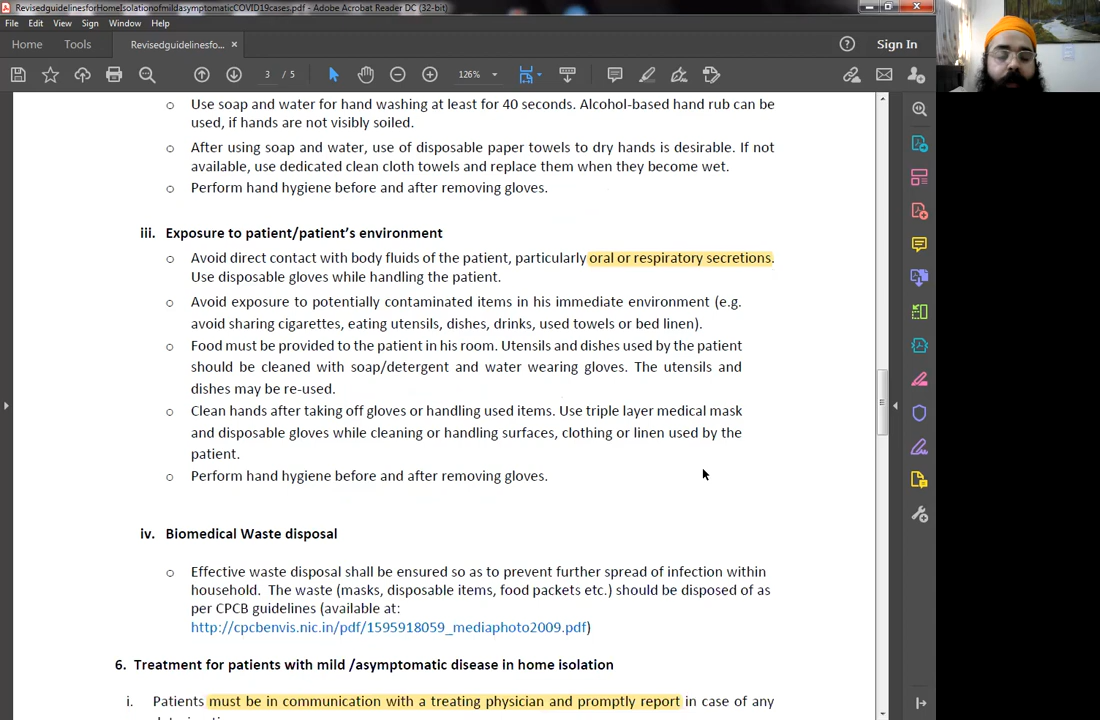 RevisedguidelinesforHomeIsolationofmildasymptomaticCOVID19cases.pdf - Adobe Acrobat Reader DC (32-bit)
File Edit View Sign Window Help
Home Tools Revisedguidelinesfo... × Sign In
3 / 5 126%
o Use soap and water for hand washing at least for 40 seconds. Alcohol-based hand rub can be
used, if hands are not visibly soiled.
o After using soap and water, use of disposable paper towels to dry hands is desirable. If not
available, use dedicated clean cloth towels and replace them when they become wet.
o Perform hand hygiene before and after removing gloves.
iii. Exposure to patient/patient’s environment
o Avoid direct contact with body fluids of the patient, particularly oral or respiratory secretions.
Use disposable gloves while handling the patient.
o Avoid exposure to potentially contaminated items in his immediate environment (e.g.
avoid sharing cigarettes, eating utensils, dishes, drinks, used towels or bed linen).
o Food must be provided to the patient in his room. Utensils and dishes used by the patient
should be cleaned with soap/detergent and water wearing gloves. The utensils and
dishes may be re-used.
o Clean hands after taking off gloves or handling used items. Use triple layer medical mask
and disposable gloves while cleaning or handling surfaces, clothing or linen used by the
patient.
o Perform hand hygiene before and after removing gloves.
iv. Biomedical Waste disposal
o Effective waste disposal shall be ensured so as to prevent further spread of infection within
household. The waste (masks, disposable items, food packets etc.) should be disposed of as
per CPCB guidelines (available at:
http://cpcbenvis.nic.in/pdf/1595918059_mediaphoto2009.pdf)
6. Treatment for patients with mild /asymptomatic disease in home isolation
i. Patients must be in communication with a treating physician and promptly report in case of any